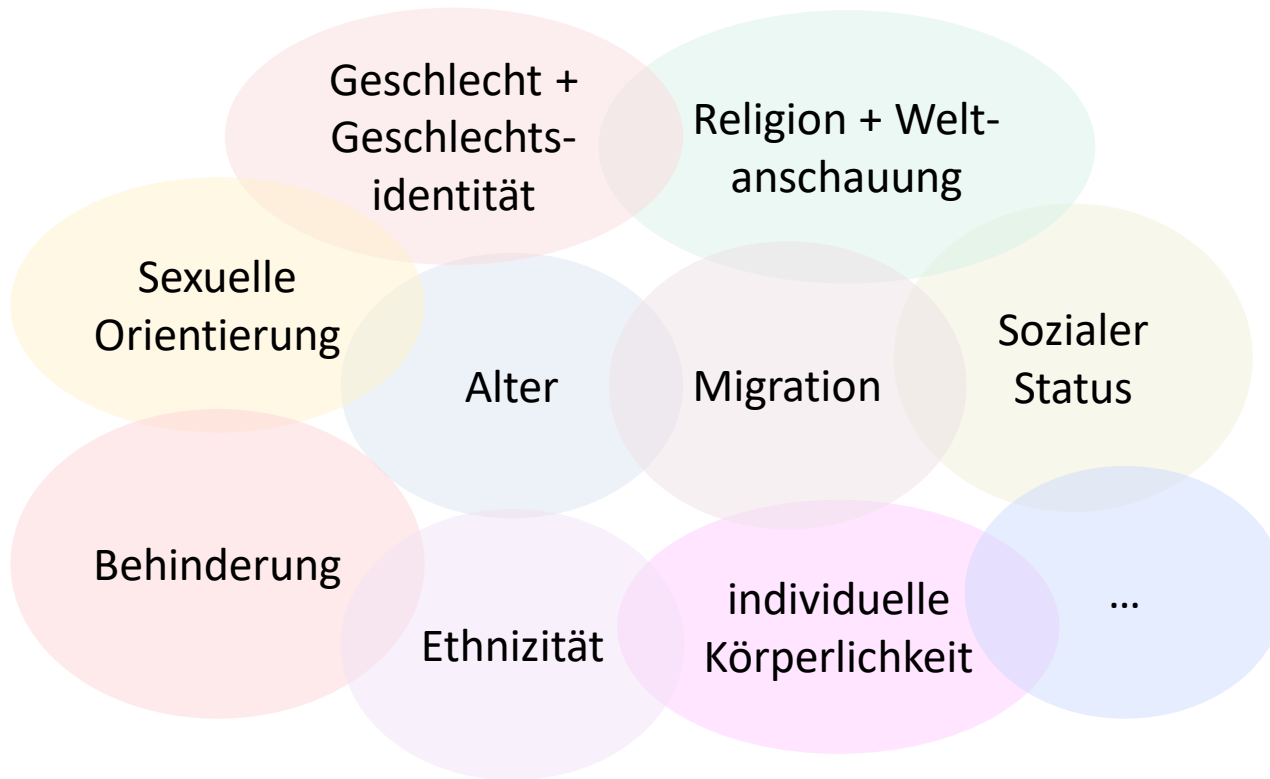 Geschlecht +
Geschlechts-
identität
Religion + Welt-
anschauung
Sexuelle
Orientierung
Alter
Migration
Sozialer
Status
Behinderung
Ethnizität
individuelle
Körperlichkeit
...